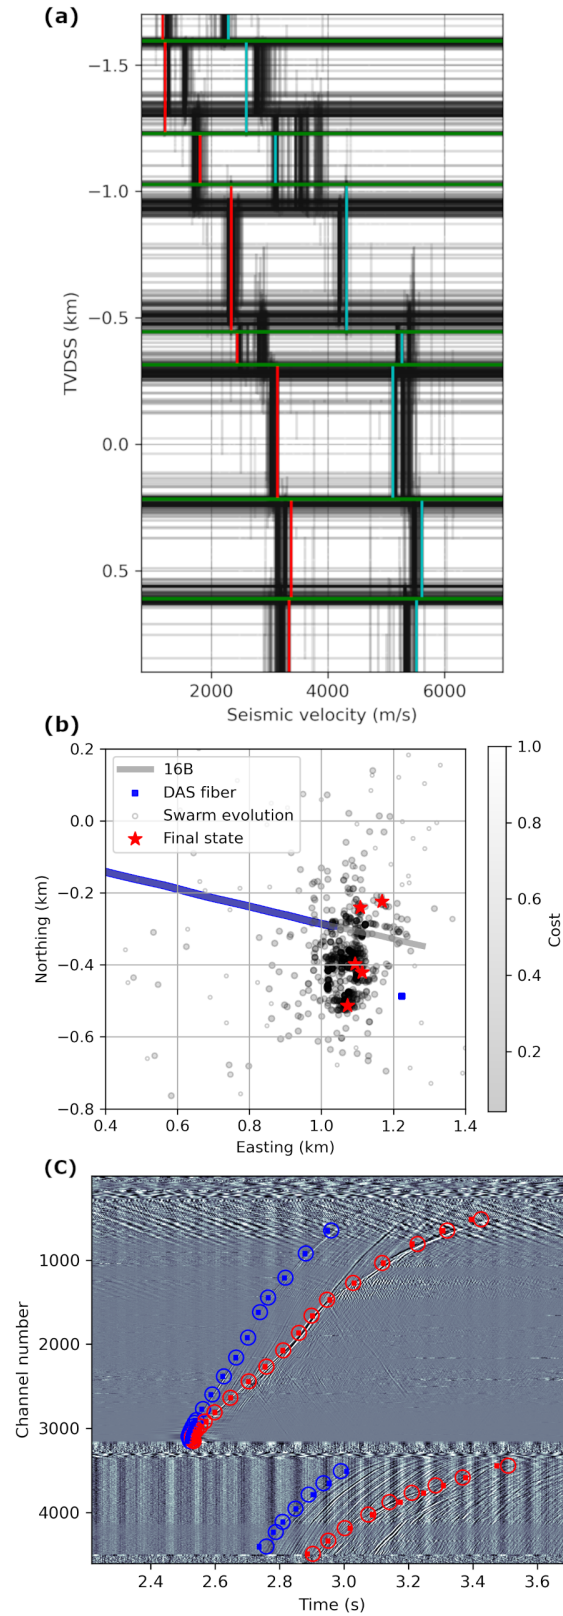 (a)
−1.5
−1.0
−0.5
0.0
0.5
TVDSS (km)
2000 4000 6000
Seismic velocity (m/s)
(b)
0.2
0.0
−0.2
−0.4
−0.6
−0.8
Northing (km)
16B
DAS fiber
Swarm evolution
Final state
0.4 0.6 0.8 1.0 1.2 1.4
Easting (km)
1.0
0.8
0.6
0.4
0.2
Cost
(C)
1000
2000
3000
4000
Channel number
2.4 2.6 2.8 3.0 3.2 3.4 3.6
Time (s)